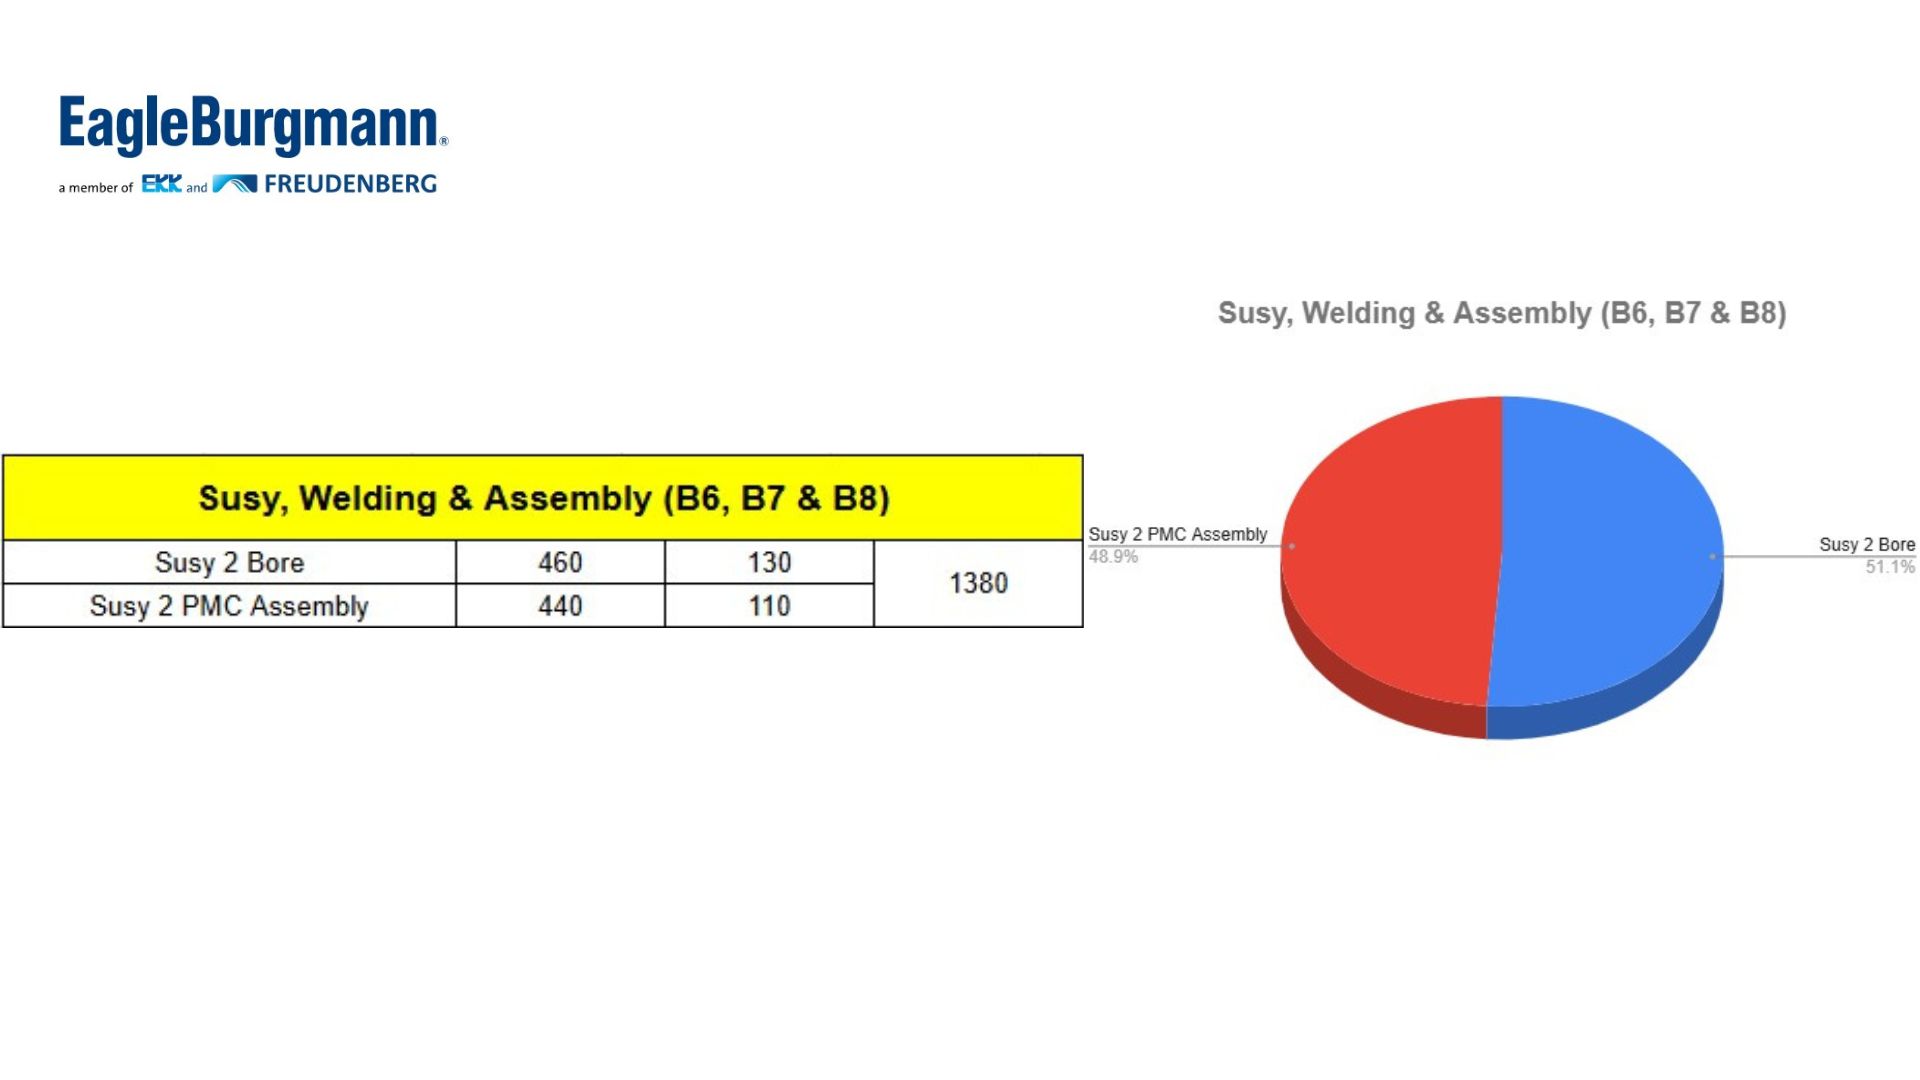 EagleBurgmann®
a member of EKK and FREUDENBERG
Susy, Welding & Assembly (B6, B7 & B8)
Susy 2 Bore 460 130 1380
Susy 2 PMC Assembly 440 110
Susy, Welding & Assembly (B6, B7 & B8)
Susy 2 PMC Assembly
48.9%
Susy 2 Bore
51.1%